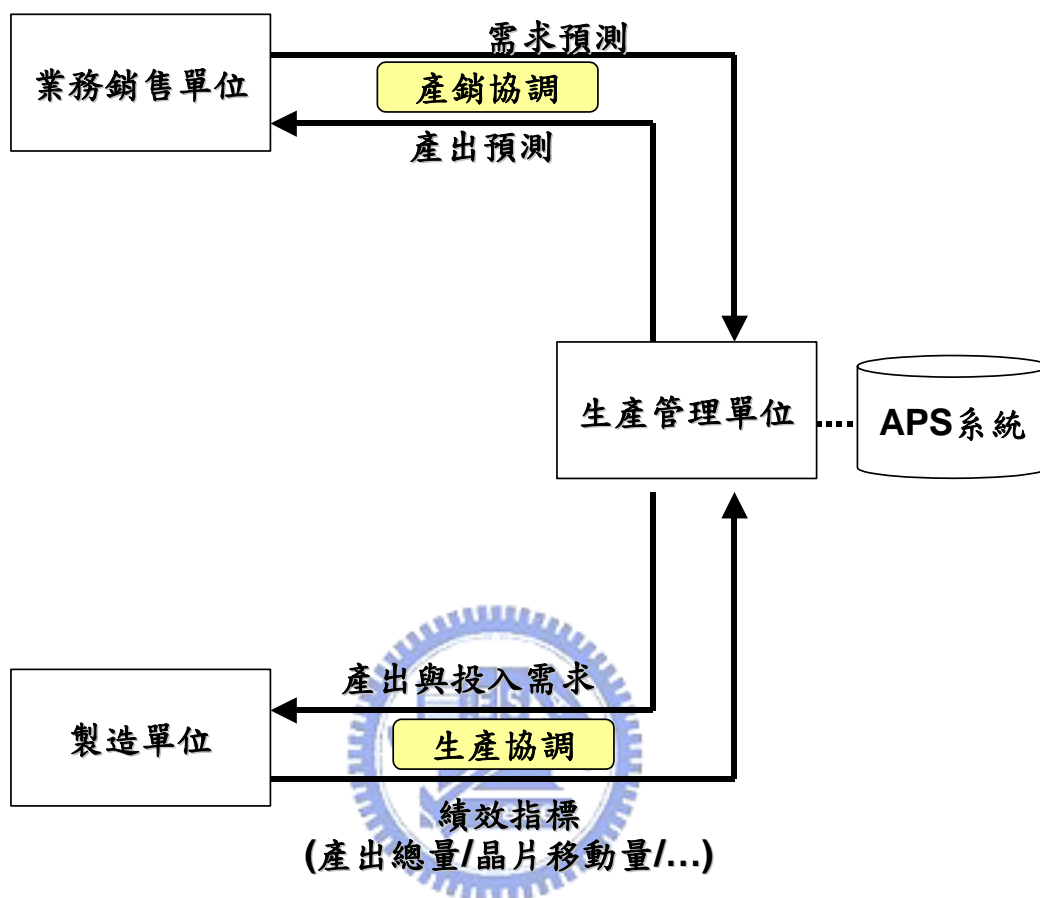 需求預測
業務銷售單位
產銷協調
產出預測
生產管理單位
APS系統
產出與投入需求
製造單位
生產協調
績效指標
(產出總量/晶片移動量/...)